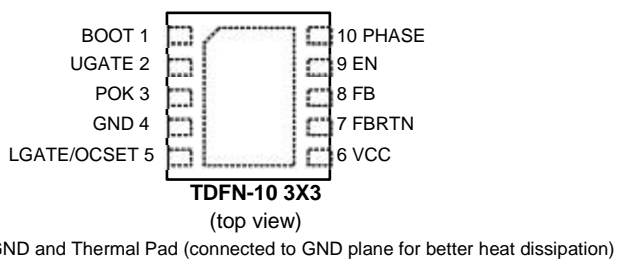 BOOT 1
UGATE 2
POK 3
GND 4
LGATE/OCSET 5
10 PHASE
9 EN
8 FB
7 FBRTN
6 VCC
TDFN-10 3X3
(top view)
GND and Thermal Pad (connected to GND plane for better heat dissipation)